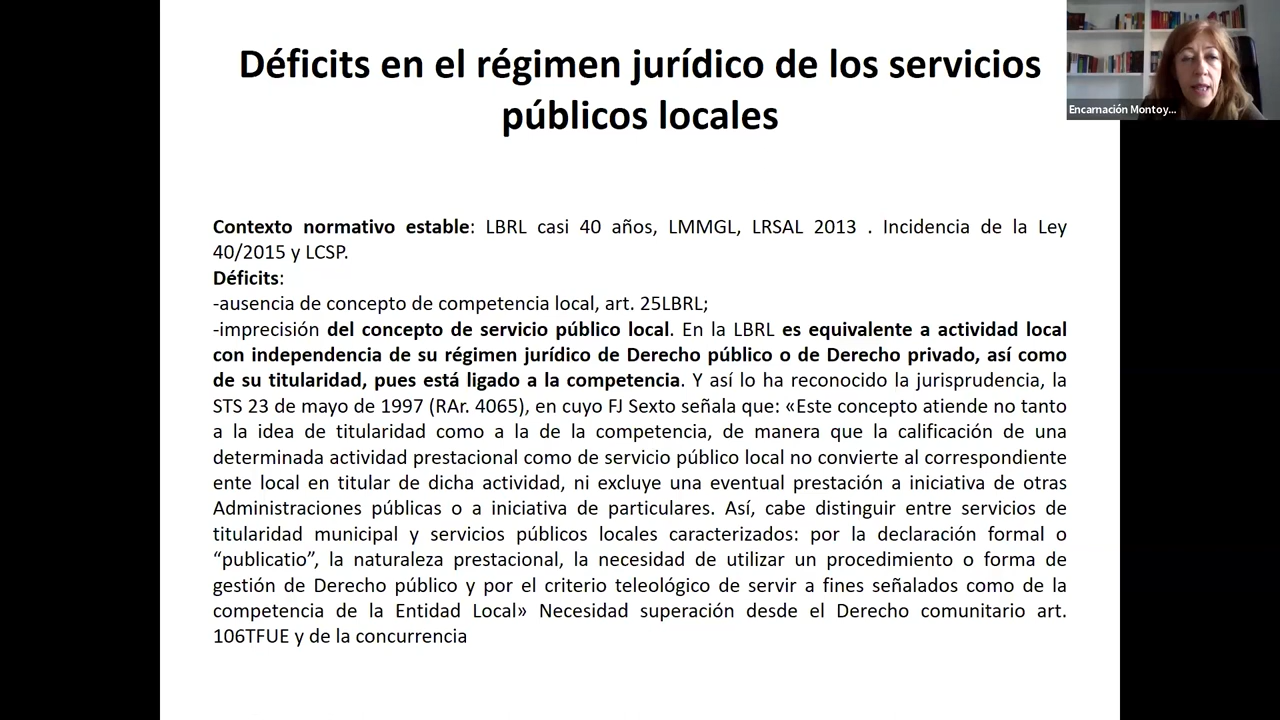 Déficits en el régimen jurídico de los servicios
públicos locales
Encarnación Montoy...
Contexto normativo estable: LBRL casi 40 años, LMMGL, LRSAL 2013 . Incidencia de la Ley
40/2015 y LCSP.
Déficits:
-ausencia de concepto de competencia local, art. 25LBRL;
-imprecisión del concepto de servicio público local. En la LBRL es equivalente a actividad local
con independencia de su régimen jurídico de Derecho público o de Derecho privado, así como
de su titularidad, pues está ligado a la competencia. Y así lo ha reconocido la jurisprudencia, la
STS 23 de mayo de 1997 (RAr. 4065), en cuyo FJ Sexto señala que: «Este concepto atiende no tanto
a la idea de titularidad como a la de la competencia, de manera que la calificación de una
determinada actividad prestacional como de servicio público local no convierte al correspondiente
ente local en titular de dicha actividad, ni excluye una eventual prestación a iniciativa de otras
Administraciones públicas o a iniciativa de particulares. Así, cabe distinguir entre servicios de
titularidad municipal y servicios públicos locales caracterizados: por la declaración formal o
“publicatio”, la naturaleza prestacional, la necesidad de utilizar un procedimiento o forma de
gestión de Derecho público y por el criterio teleológico de servir a fines señalados como de la
competencia de la Entidad Local» Necesidad superación desde el Derecho comunitario art.
106TFUE y de la concurrencia